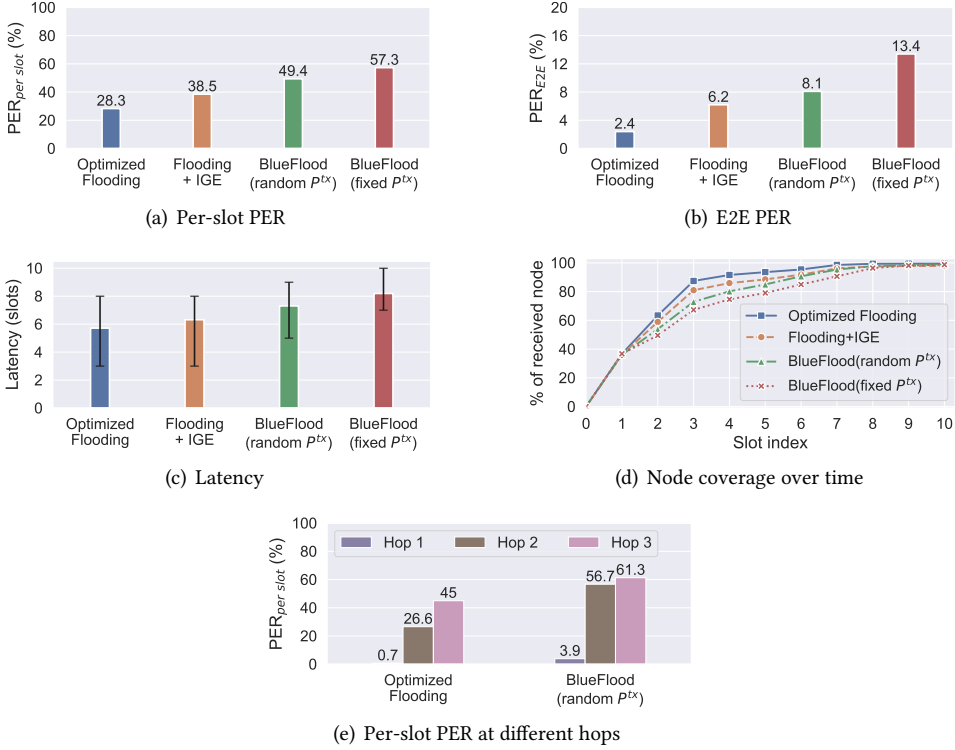 100
80
60
40
20
0
PER_per slot (%)
28.3
38.5
49.4
57.3
Optimized Flooding
Flooding + IGE
BlueFlood (random P^tx)
BlueFlood (fixed P^tx)
(a) Per-slot PER
20
16
12
8
4
0
PER_E2E (%)
2.4
6.2
8.1
13.4
Optimized Flooding
Flooding + IGE
BlueFlood (random P^tx)
BlueFlood (fixed P^tx)
(b) E2E PER
10
8
6
4
2
0
Latency (slots)
Optimized Flooding
Flooding + IGE
BlueFlood (random P^tx)
BlueFlood (fixed P^tx)
(c) Latency
100
80
60
40
20
0
% of received node
Optimized Flooding
Flooding+IGE
BlueFlood(random P^tx)
BlueFlood(fixed P^tx)
0 1 2 3 4 5 6 7 8 9 10
Slot index
(d) Node coverage over time
100
80
60
40
20
0
PER_per slot (%)
Hop 1 Hop 2 Hop 3
0.7
26.6
45
3.9
56.7
61.3
Optimized Flooding
BlueFlood (random P^tx)
(e) Per-slot PER at different hops